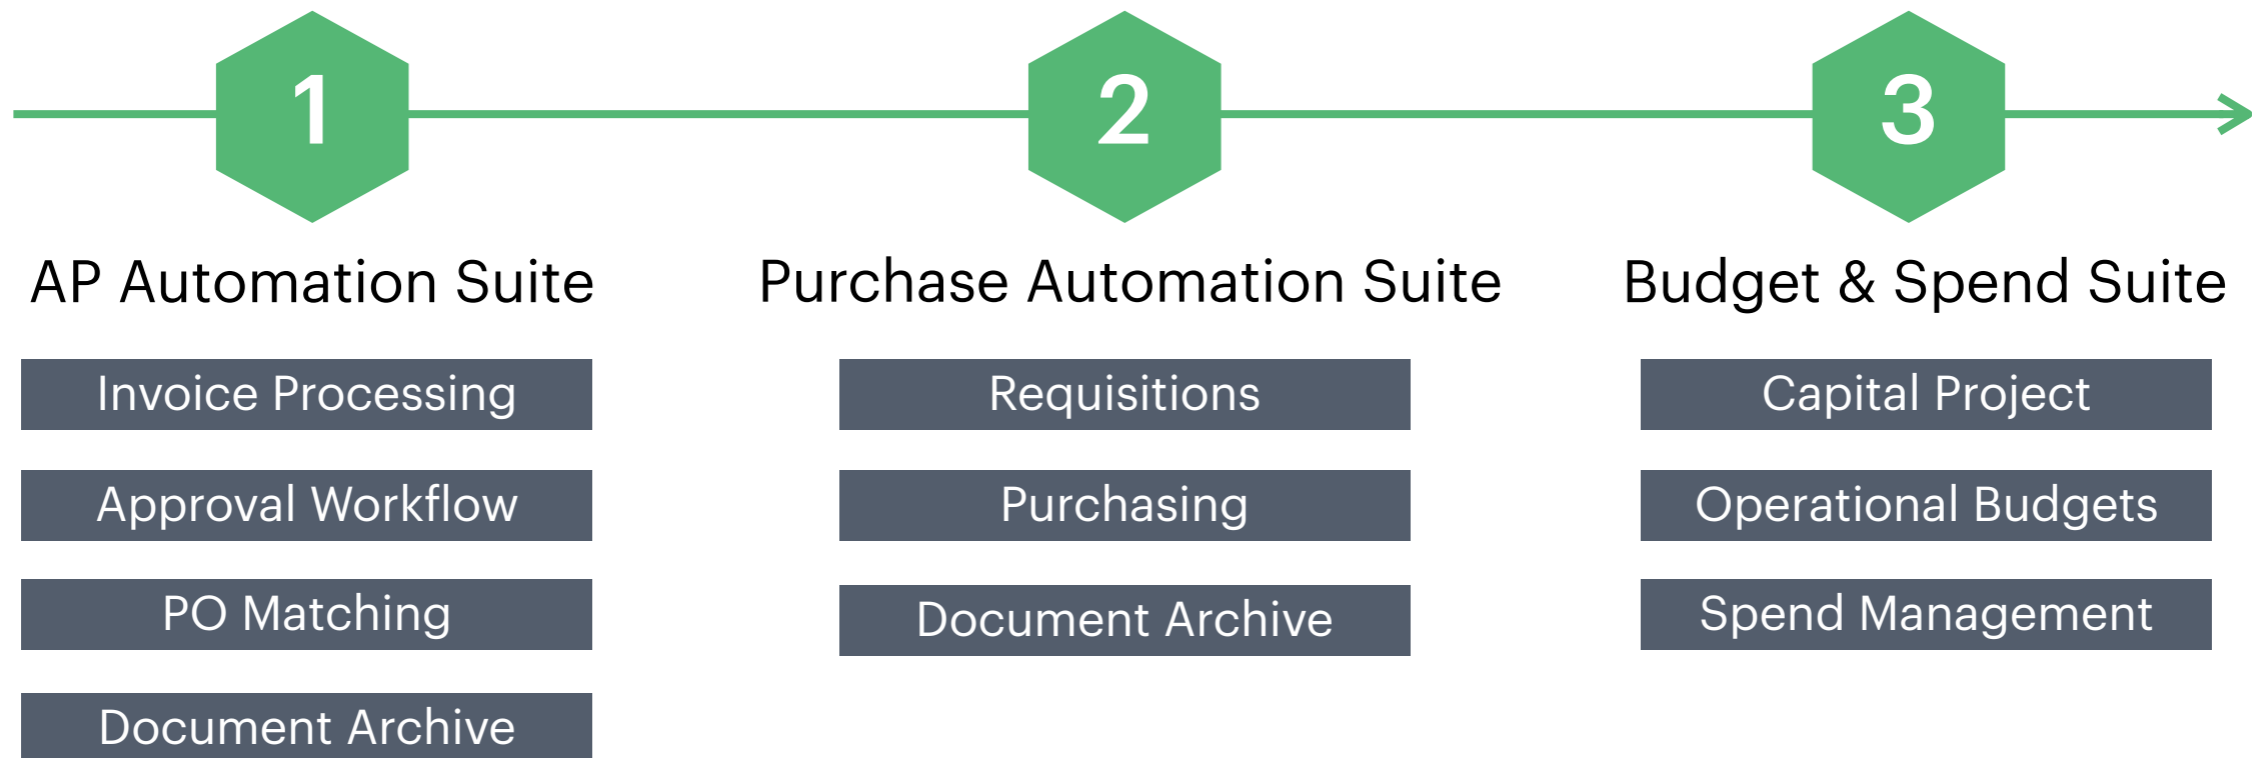 1
2
3
AP Automation Suite
Purchase Automation Suite
Budget & Spend Suite
Invoice Processing
Requisitions
Capital Project
Approval Workflow
Purchasing
Operational Budgets
PO Matching
Document Archive
Spend Management
Document Archive